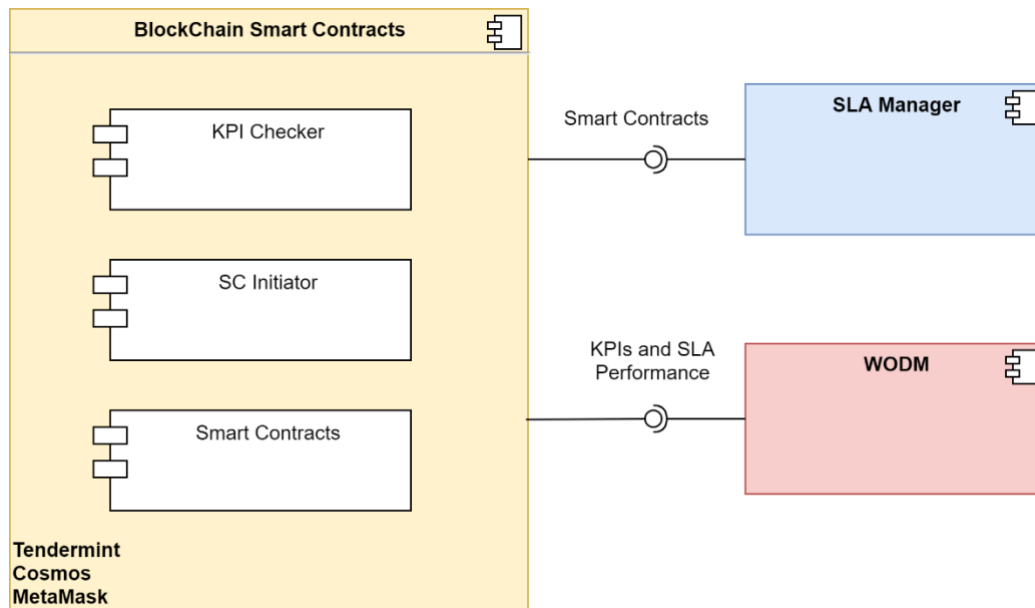 BlockChain Smart Contracts
KPI Checker
SC Initiator
Smart Contracts
Tendermint
Cosmos
MetaMask
Smart Contracts
SLA Manager
KPIs and SLA
Performance
WODM